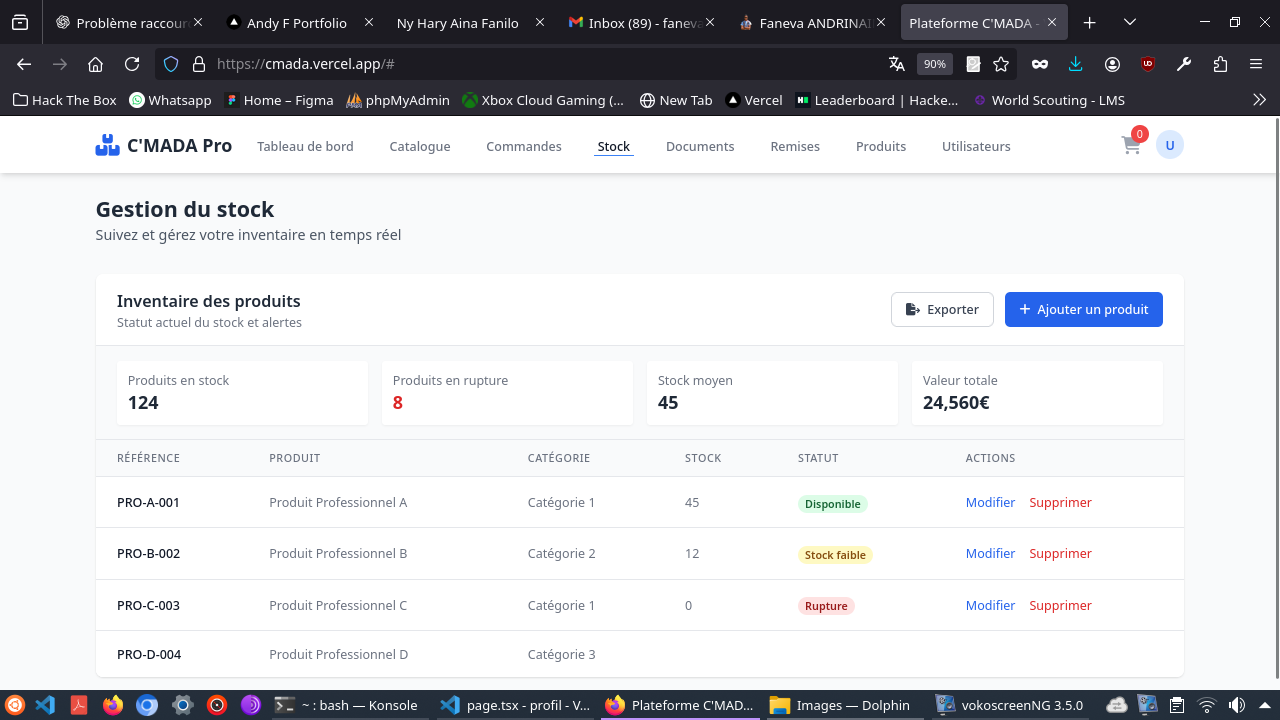 Problème raccour
Andy F Portfolio
Ny Hary Aina Fanilo
Inbox (89) - faneva
Faneva ANDRINAI
Plateforme C'MADA -
https://cmada.vercel.app/#
90%
Hack The Box
Whatsapp
Home – Figma
phpMyAdmin
Xbox Cloud Gaming (...
New Tab
Vercel
Leaderboard | Hacke...
World Scouting - LMS
C'MADA Pro
Tableau de bord
Catalogue
Commandes
Stock
Documents
Remises
Produits
Utilisateurs
0
U
Gestion du stock
Suivez et gérez votre inventaire en temps réel
Inventaire des produits
Statut actuel du stock et alertes
Exporter
Ajouter un produit
Produits en stock
124
Produits en rupture
8
Stock moyen
45
Valeur totale
24,560€
RÉFÉRENCE PRODUIT CATÉGORIE STOCK STATUT ACTIONS
PRO-A-001 Produit Professionnel A Catégorie 1 45 Disponible Modifier Supprimer
PRO-B-002 Produit Professionnel B Catégorie 2 12 Stock faible Modifier Supprimer
PRO-C-003 Produit Professionnel C Catégorie 1 0 Rupture Modifier Supprimer
PRO-D-004 Produit Professionnel D Catégorie 3
~ : bash — Konsole
page.tsx - profil - V...
Plateforme C'MAD...
Images — Dolphin
vokoscreenNG 3.5.0